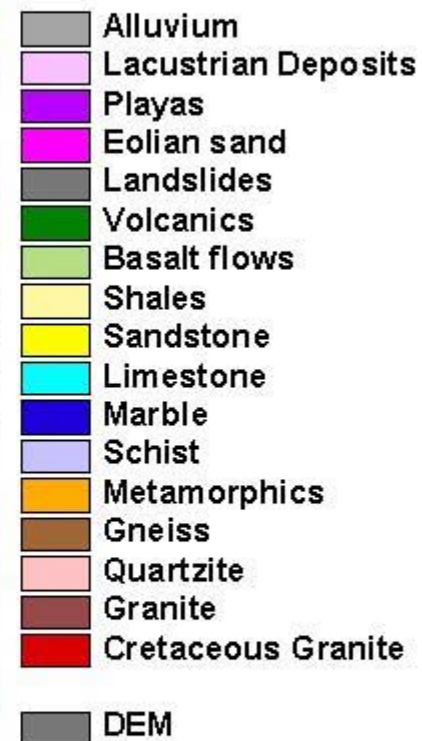 Alluvium
Lacustrian Deposits
Playas
Eolian sand
Landslides
Volcanics
Basalt flows
Shales
Sandstone
Limestone
Marble
Schist
Metamorphics
Gneiss
Quartzite
Granite
Cretaceous Granite
DEM